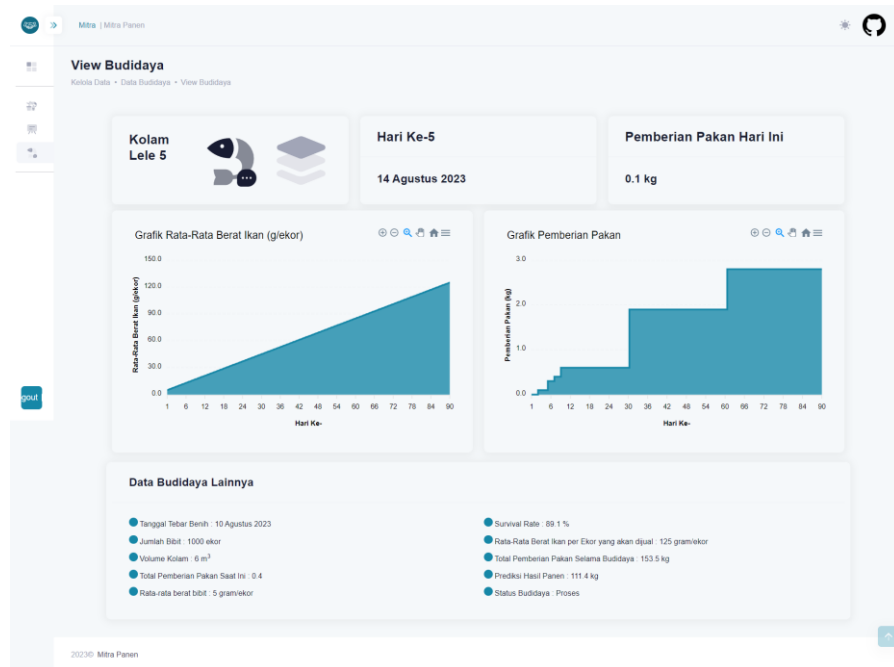 Mitra | Mitra Panen
View Budidaya
Kelola Data • Data Budidaya • View Budidaya
Kolam
Lele 5
Hari Ke-5
14 Agustus 2023
Pemberian Pakan Hari Ini
0.1 kg
Grafik Rata-Rata Berat Ikan (g/ekor)
150.0
120.0
90.0
60.0
30.0
0.0
Rata-Rata Berat Ikan (g/ekor)
1 6 12 18 24 30 36 42 48 54 60 66 72 78 84 90
Hari Ke-
Grafik Pemberian Pakan
3.0
2.0
1.0
0.0
Pemberian Pakan (kg)
1 6 12 18 24 30 36 42 48 54 60 66 72 78 84 90
Hari Ke-
gout
Data Budidaya Lainnya
Tanggal Tebar Benih : 10 Agustus 2023
Jumlah Bibit : 1000 ekor
Volume Kolam : 6 m³
Total Pemberian Pakan Saat Ini : 0.4
Rata-rata berat bibit : 5 gram/ekor
Survival Rate : 89.1 %
Rata-Rata Berat Ikan per Ekor yang akan dijual : 125 gram/ekor
Total Pemberian Pakan Selama Budidaya : 153.5 kg
Prediksi Hasil Panen : 111.4 kg
Status Budidaya : Proses
2023© Mitra Panen